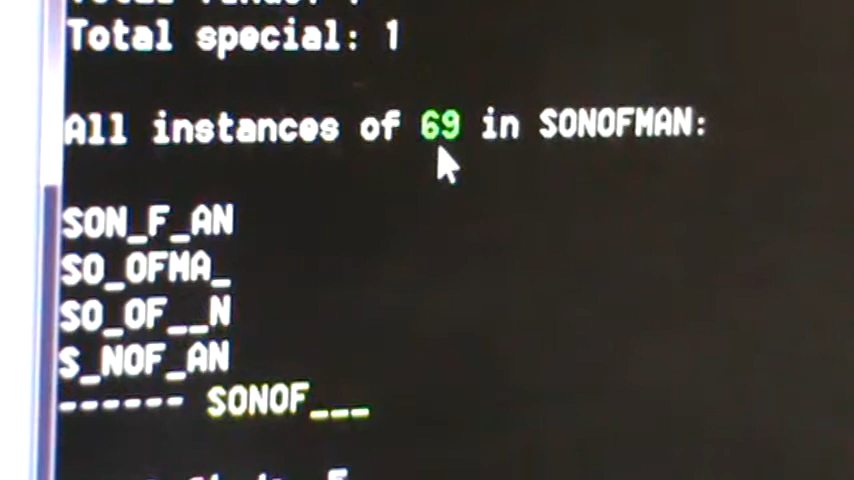 Total special: 1
All instances of 69 in SONOFMAN:
SON_F_AN
SO_OFMA_
SO_OF__N
S_NOF_AN
------ SONOF___